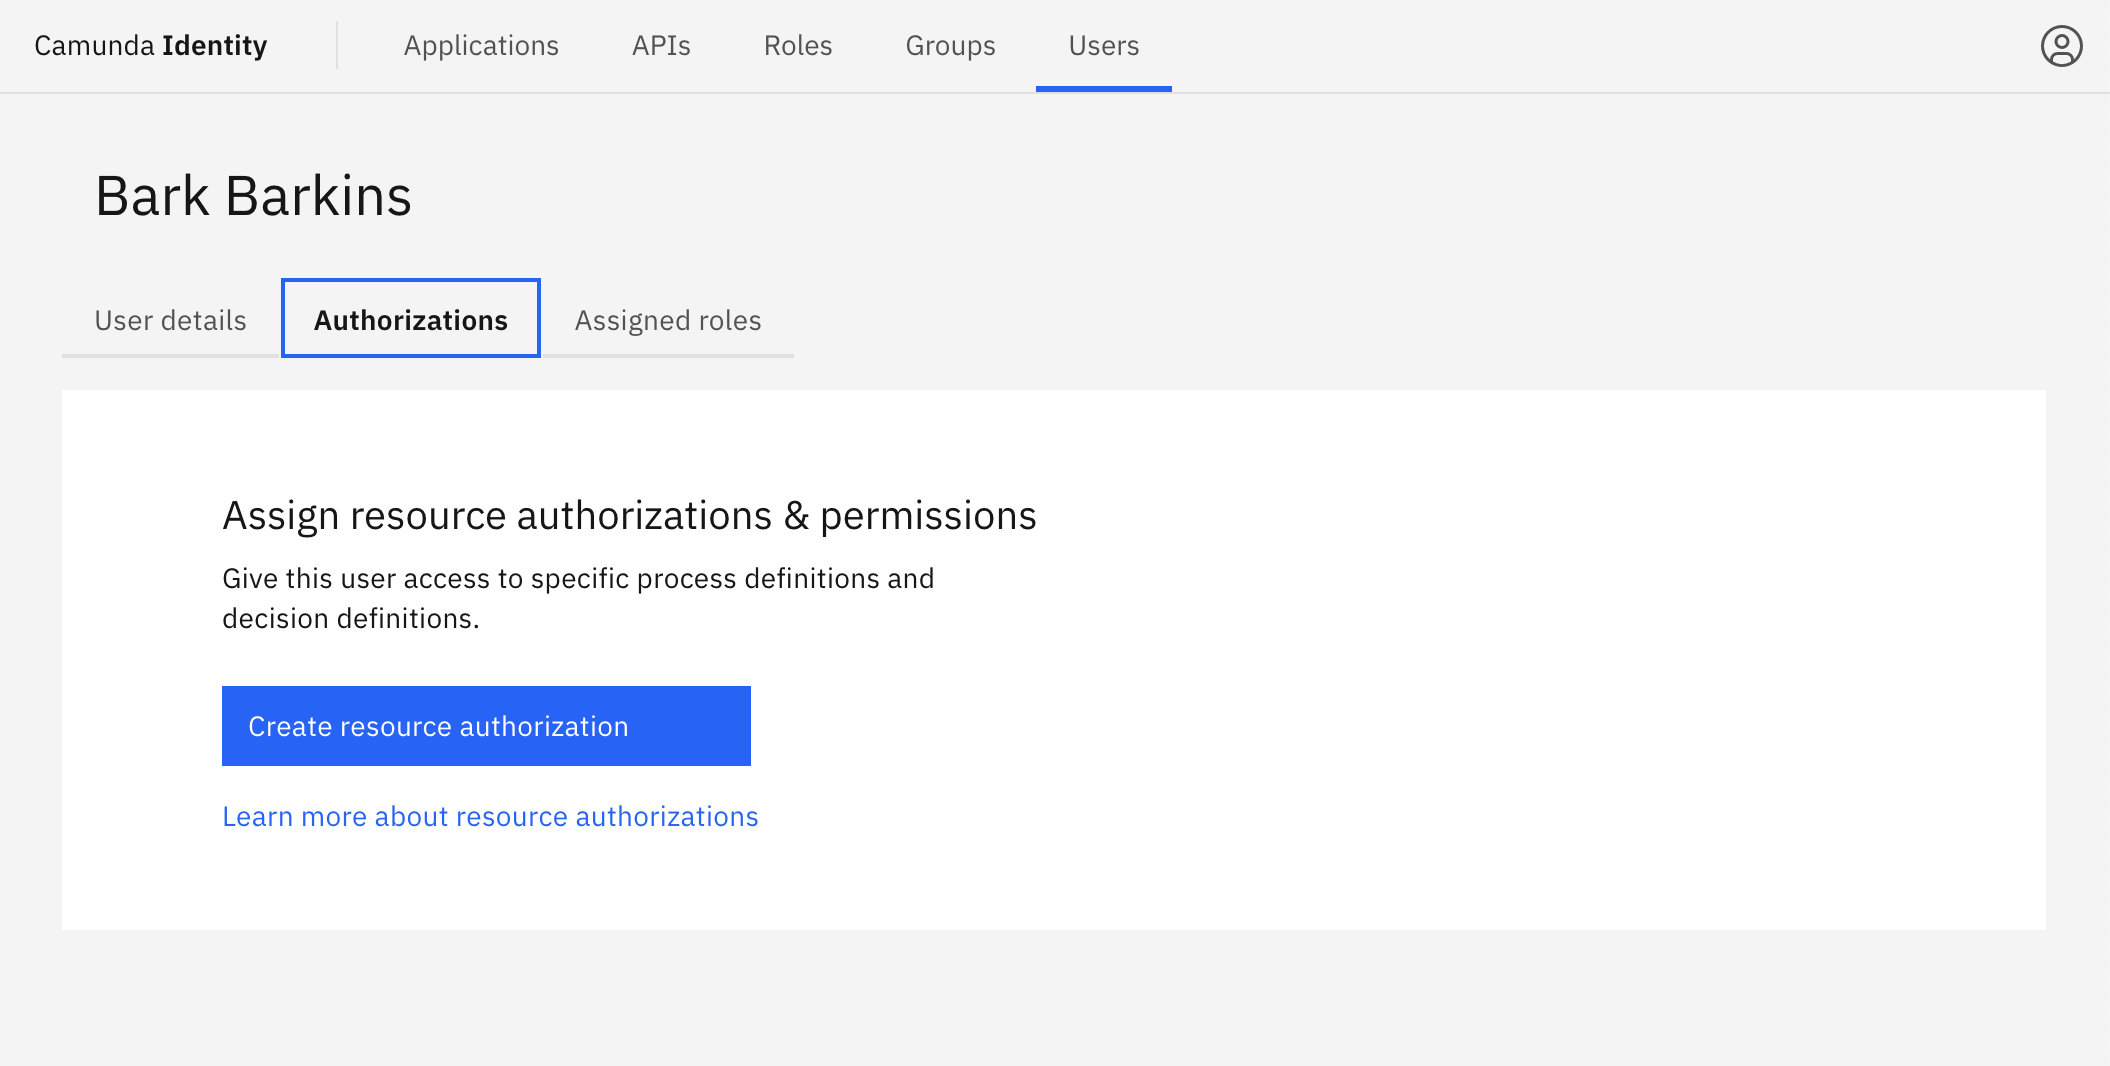 Camunda Identity Applications APIs Roles Groups Users
Bark Barkins
User details Authorizations Assigned roles
Assign resource authorizations & permissions
Give this user access to specific process definitions and
decision definitions.
Create resource authorization
Learn more about resource authorizations